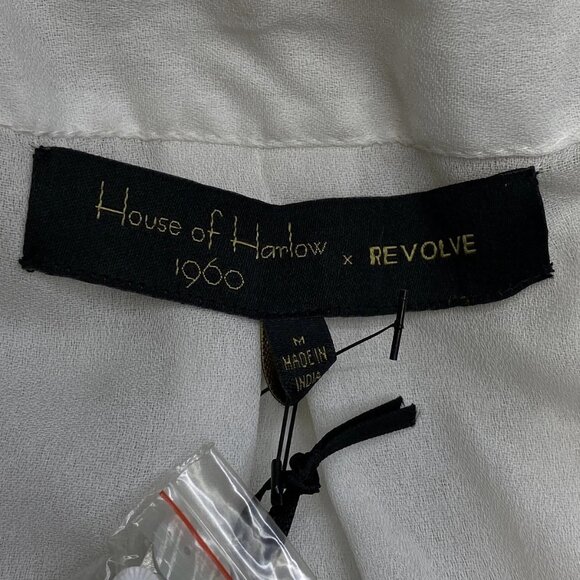 House of Harlow x REVOLVE
1960
M
MADE IN
INDIA